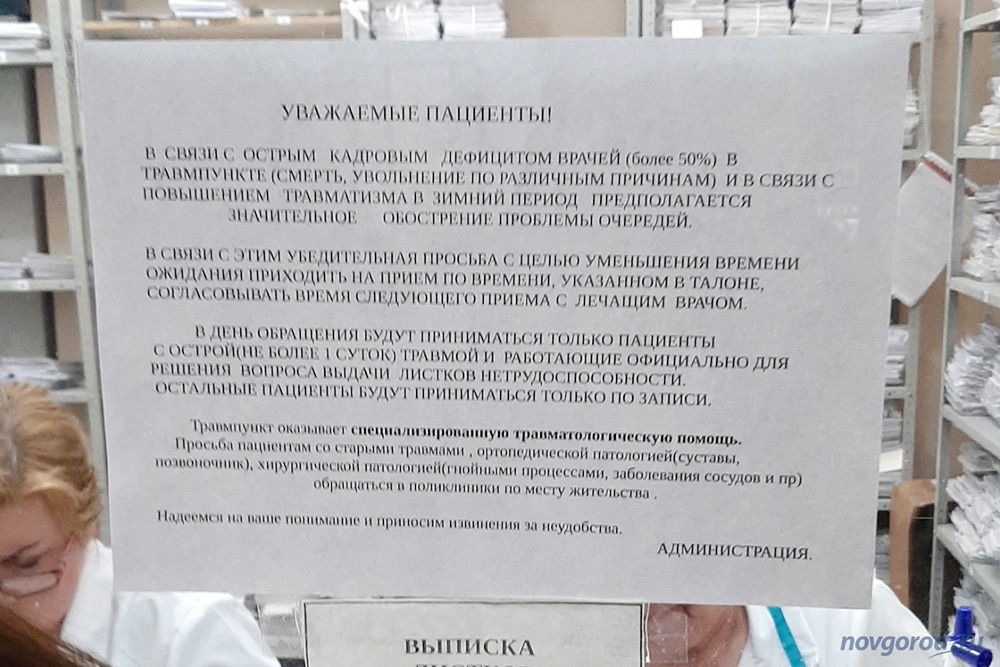 УВАЖАЕМЫЕ ПАЦИЕНТЫ!
В СВЯЗИ С ОСТРЫМ КАДРОВЫМ ДЕФИЦИТОМ ВРАЧЕЙ (более 50%) В
ТРАВМПУНКТЕ (СМЕРТЬ, УВОЛЬНЕНИЕ ПО РАЗЛИЧНЫМ ПРИЧИНАМ) И В СВЯЗИ С
ПОВЫШЕНИЕМ ТРАВМАТИЗМА В ЗИМНИЙ ПЕРИОД ПРЕДПОЛАГАЕТСЯ
ЗНАЧИТЕЛЬНОЕ ОБОСТРЕНИЕ ПРОБЛЕМЫ ОЧЕРЕДЕЙ.
В СВЯЗИ С ЭТИМ УБЕДИТЕЛЬНАЯ ПРОСЬБА С ЦЕЛЬЮ УМЕНЬШЕНИЯ ВРЕМЕНИ
ОЖИДАНИЯ ПРИХОДИТЬ НА ПРИЕМ ПО ВРЕМЕНИ, УКАЗАННОМ В ТАЛОНЕ,
СОГЛАСОВЫВАТЬ ВРЕМЯ СЛЕДУЮЩЕГО ПРИЕМА С ЛЕЧАЩИМ ВРАЧОМ.
В ДЕНЬ ОБРАЩЕНИЯ БУДУТ ПРИНИМАТЬСЯ ТОЛЬКО ПАЦИЕНТЫ
С ОСТРОЙ(НЕ БОЛЕЕ 1 СУТОК) ТРАВМОЙ И РАБОТАЮЩИЕ ОФИЦИАЛЬНО ДЛЯ
РЕШЕНИЯ ВОПРОСА ВЫДАЧИ ЛИСТКОВ НЕТРУДОСПОСОБНОСТИ.
ОСТАЛЬНЫЕ ПАЦИЕНТЫ БУДУТ ПРИНИМАТЬСЯ ТОЛЬКО ПО ЗАПИСИ.
Травмпункт оказывает специализированную травматологическую помощь.
Просьба пациентам со старыми травмами , ортопедической патологией(суставы,
позвоночник), хирургической патологией(гнойными процессами, заболевания сосудов и пр)
обращаться в поликлиники по месту жительства .
Надеемся на ваше понимание и приносим извинения за неудобства.
АДМИНИСТРАЦИЯ.
ВЫПИСКА
novgorod.ru